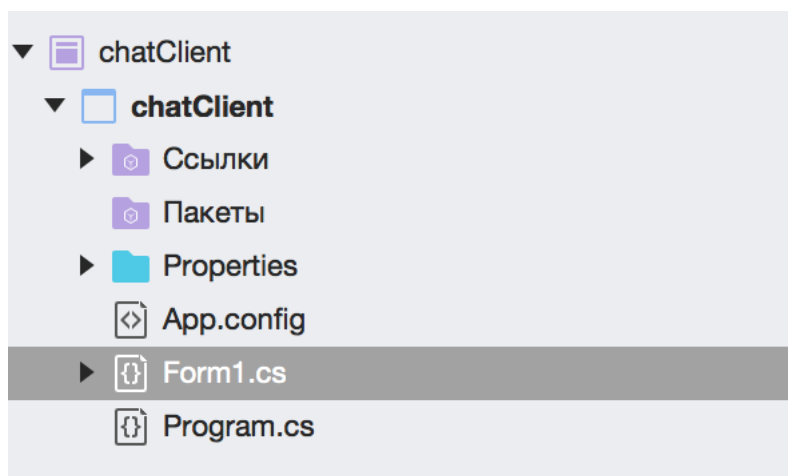 chatClient
chatClient
Ссылки
Пакеты
Properties
App.config
Form1.cs
Program.cs